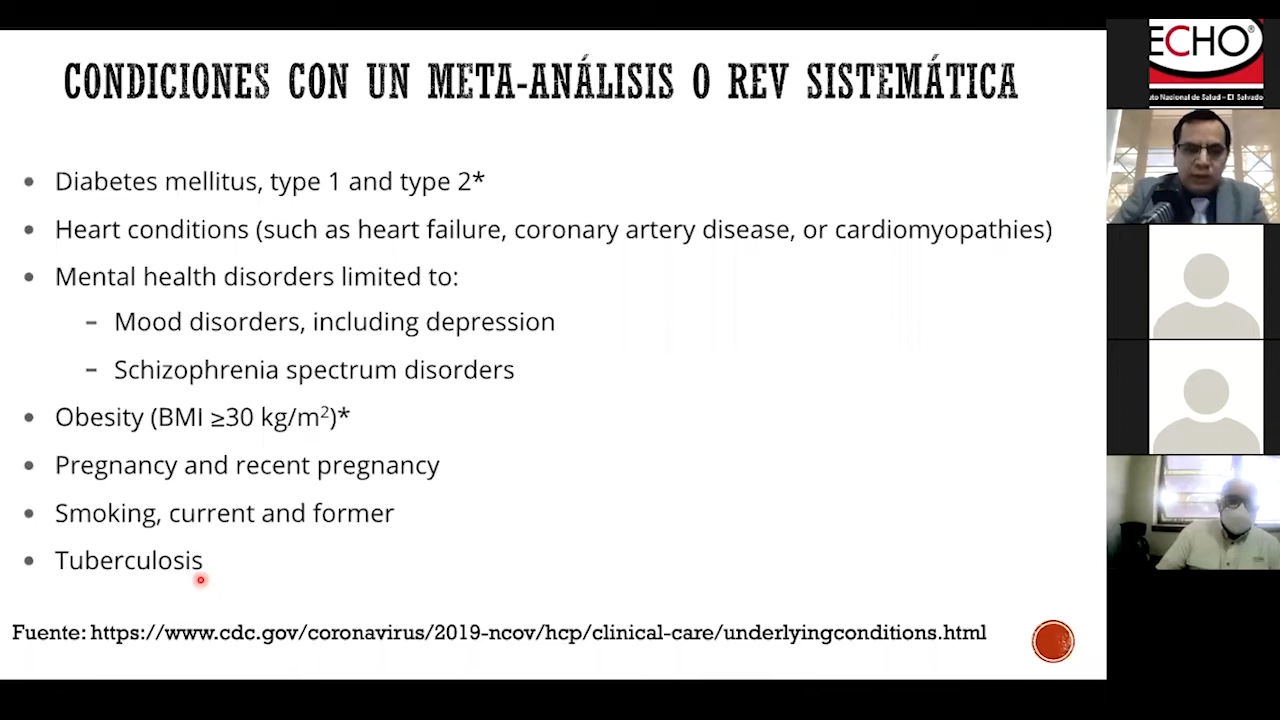 CONDICIONES CON UN META-ANÁLISIS O REV SISTEMÁTICA
• Diabetes mellitus, type 1 and type 2*
• Heart conditions (such as heart failure, coronary artery disease, or cardiomyopathies)
• Mental health disorders limited to:
– Mood disorders, including depression
– Schizophrenia spectrum disorders
• Obesity (BMI ≥30 kg/m²)*
• Pregnancy and recent pregnancy
• Smoking, current and former
• Tuberculosis
Fuente: https://www.cdc.gov/coronavirus/2019-ncov/hcp/clinical-care/underlyingconditions.html
ECHO®
uto Nacional de Salud – El Salvado